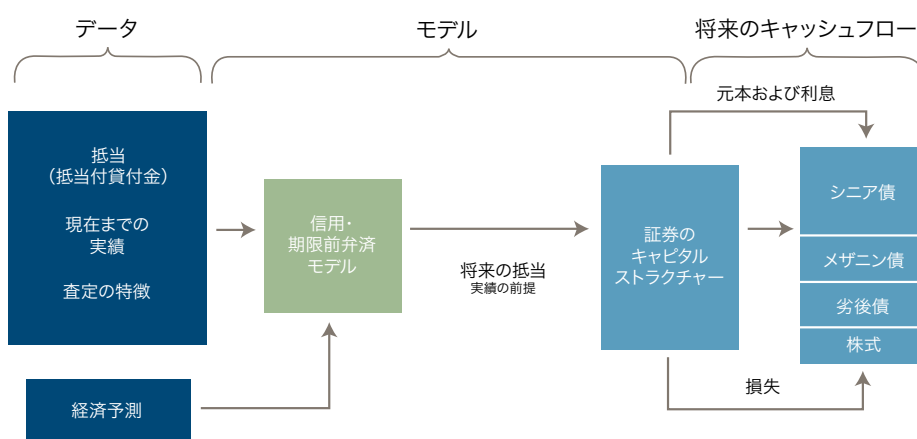 データ
モデル
将来のキャッシュフロー
元本および利息
抵当
（抵当付貸付金）
現在までの
実績
査定の特徴
信用・
期限前弁済
モデル
将来の抵当
実績の前提
証券の
キャピタル
ストラクチャー
シニア債
メザニン債
劣後債
株式
損失
経済予測